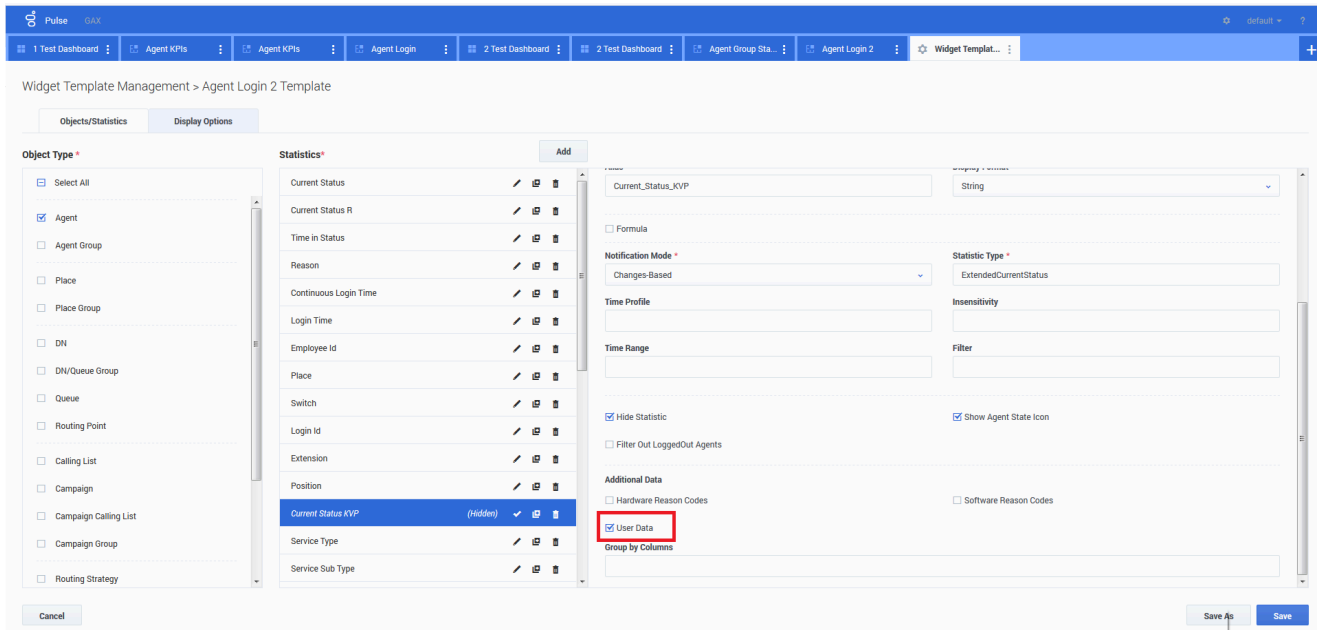 Pulse GAX default ?
1 Test Dashboard Agent KPIs Agent KPIs Agent Login 2 Test Dashboard 2 Test Dashboard Agent Group Sta... Agent Login 2 Widget Templat... +
Widget Template Management > Agent Login 2 Template
Objects/Statistics Display Options
Object Type *
Select All
Agent
Agent Group
Place
Place Group
DN
DN/Queue Group
Queue
Routing Point
Calling List
Campaign
Campaign Calling List
Campaign Group
Routing Strategy
Statistics*
Add
Current Status
Current Status R
Time in Status
Reason
Continuous Login Time
Login Time
Employee Id
Place
Switch
Login Id
Extension
Position
Current Status KVP (Hidden)
Service Type
Service Sub Type
Alias Display Format
Current_Status_KVP String
Formula
Notification Mode * Statistic Type *
Changes-Based ExtendedCurrentStatus
Time Profile Insensitivity
Time Range Filter
Hide Statistic Show Agent State Icon
Filter Out LoggedOut Agents
Additional Data
Hardware Reason Codes Software Reason Codes
User Data
Group by Columns
Cancel Save As Save